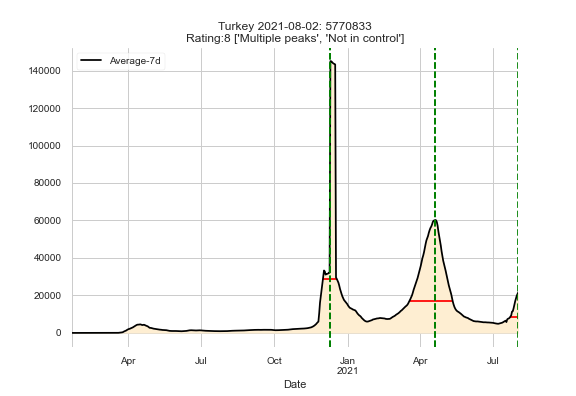 Turkey 2021-08-02: 5770833
Rating:8 ['Multiple peaks', 'Not in control']
Average-7d
140000
120000
100000
80000
60000
40000
20000
0
Apr Jul Oct Jan Apr Jul
2021
Date